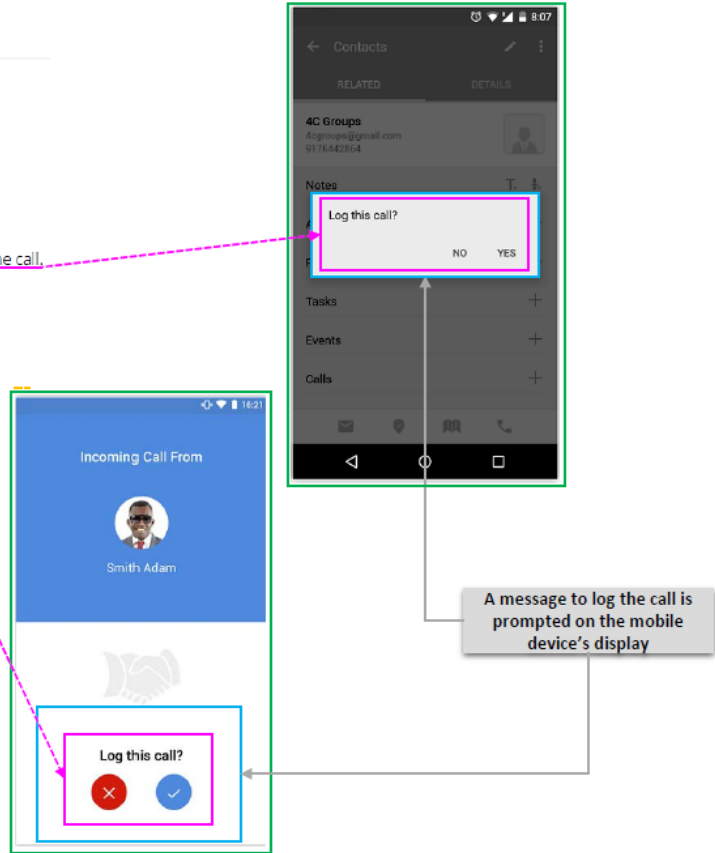 8:07
Contacts
RELATED DETAILS
4C Groups
4cgroups@gmail.com
9176442864
Notes
Log this call?
NO YES
e call.
Tasks
Events
Calls
16:21
Incoming Call From
Smith Adam
A message to log the call is
prompted on the mobile
device's display
Log this call?